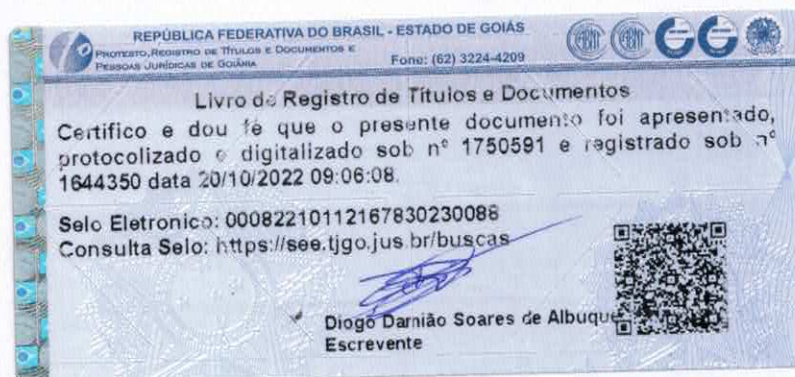 REPÚBLICA FEDERATIVA DO BRASIL - ESTADO DE GOIÁS
PROTESTO, REGISTRO DE TÍTULOS E DOCUMENTOS E
PESSOAS JURÍDICAS DE GOIÂNIA
Fone: (62) 3224-4209
Livro de Registro de Títulos e Documentos
Certifico e dou fé que o presente documento foi apresentado,
protocolizado e digitalizado sob nº 1750591 e registrado sob nº
1644350 data 20/10/2022 09:06:08.
Selo Eletronico: 00082210112167830230088
Consulta Selo: https://see.tjgo.jus.br/buscas
Diogo Damião Soares de Albuque
Escrevente